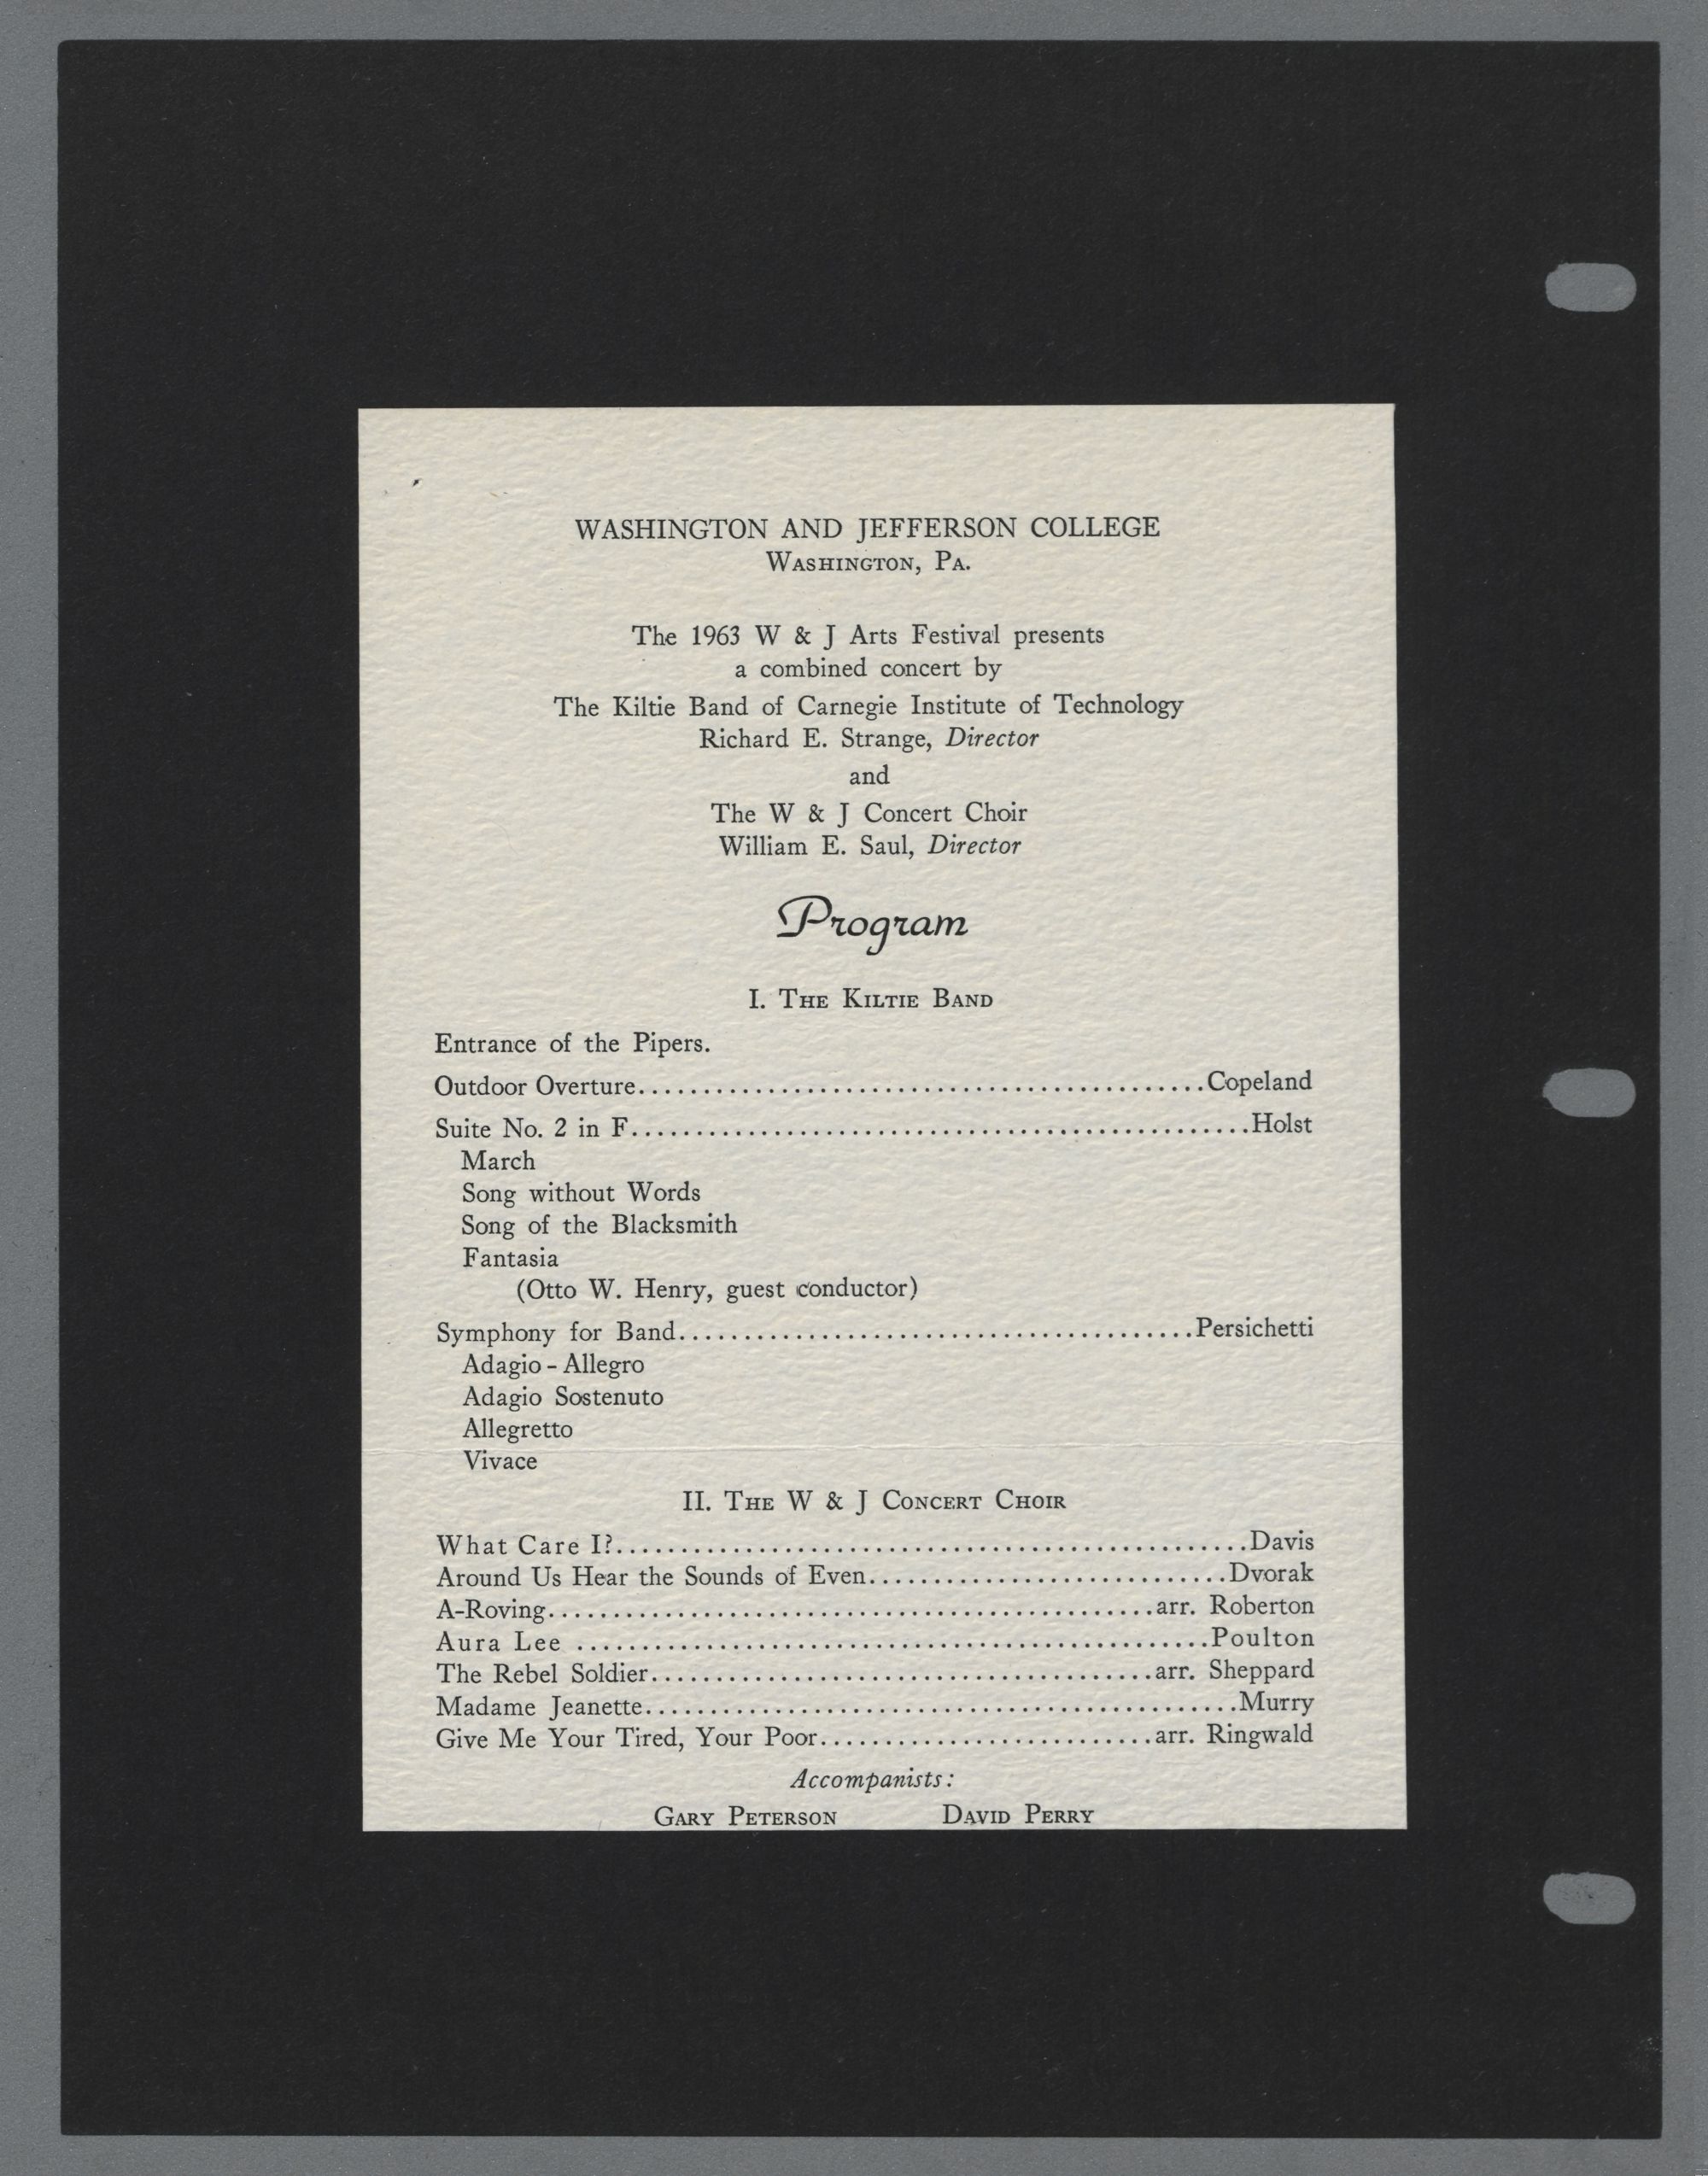 WASHINGTON AND JEFFERSON COLLEGE
WASHINGTON, PA.
The 1963 W & J Arts Festival presents
a combined concert by
The Kiltie Band of Carnegie Institute of Technology
Richard E. Strange, Director
and
The W & J Concert Choir
William E. Saul, Director
Program
I. THE KILTIE BAND
Entrance of the Pipers.
Outdoor Overture............................................Copeland
Suite No. 2 in F................................................Holst
March
Song without Words
Song of the Blacksmith
Fantasia
(Otto W. Henry, guest conductor)
Symphony for Band........................................Persichetti
Adagio - Allegro
Adagio Sostenuto
Allegretto
Vivace
II. THE W & J CONCERT CHOIR
What Care I?.................................................Davis
Around Us Hear the Sounds of Even............................Dvorak
A-Roving...............................................arr. Roberton
Aura Lee .................................................Poulton
The Rebel Soldier.......................................arr. Sheppard
Madame Jeanette..............................................Murry
Give Me Your Tired, Your Poor..........................arr. Ringwald
Accompanists:
GARY PETERSON DAVID PERRY